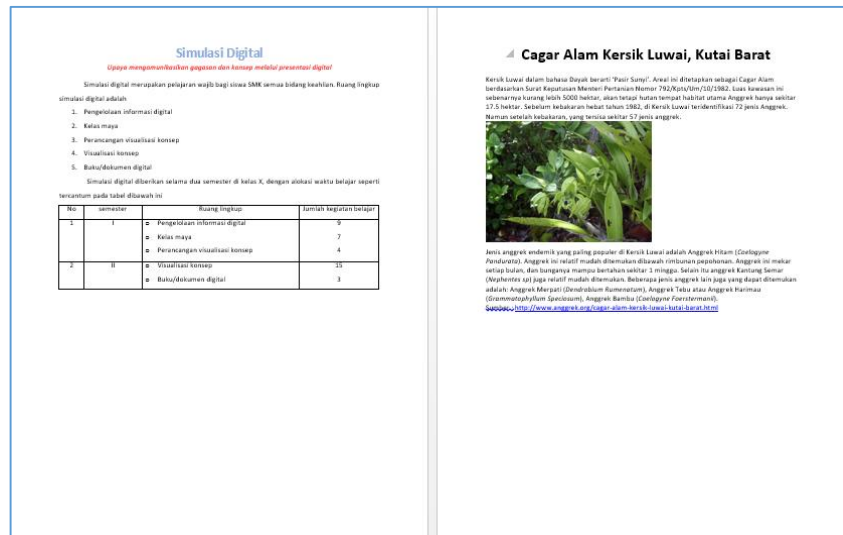 Simulasi Digital
Upaya mengomunikasikan gagasan dan konsep melalui presentasi digital
Simulasi digital merupakan pelajaran wajib bagi siswa SMK semua bidang keahlian. Ruang lingkup
simulasi digital adalah
1. Pengelolaan informasi digital
2. Kelas maya
3. Perancangan visualisasi konsep
4. Visualisasi konsep
5. Buku/dokumen digital
Simulasi digital diberikan selama dua semester di kelas X, dengan alokasi waktu belajar seperti
tercantum pada tabel dibawah ini
No semester Ruang lingkup Jumlah kegiatan belajar
1 I Pengelolaan informasi digital 9
Kelas maya 7
Perancangan visualisasi konsep 4
2 II Visualisasi konsep 15
Buku/dokumen digital 3
Cagar Alam Kersik Luwai, Kutai Barat
Kersik Luwai dalam bahasa Dayak berarti 'Pasir Sunyi'. Areal ini ditetapkan sebagai Cagar Alam
berdasarkan Surat Keputusan Menteri Pertanian Nomor 792/Kpts/Um/10/1982. Luas kawasan ini
sebenarnya kurang lebih 5000 hektar, akan tetapi hutan tempat habitat utama Anggrek hanya sekitar
17.5 hektar. Sebelum kebakaran hebat tahun 1982, di Kersik Luwai teridentifikasi 72 jenis Anggrek.
Namun setelah kebakaran, yang tersisa sekitar 57 jenis anggrek.
Jenis anggrek endemik yang paling populer di Kersik Luwai adalah Anggrek Hitam (Coelogyne
Pandurata). Anggrek ini relatif mudah ditemukan dibawah rimbunan pepohonan. Anggrek ini mekar
setiap bulan, dan bunganya mampu bertahan sekitar 1 minggu. Selain itu anggrek Kantung Semar
(Nephentes sp) juga relatif mudah ditemukan. Beberapa jenis anggrek lain juga yang dapat ditemukan
adalah: Anggrek Merpati (Dendrobium Rumenatum), Anggrek Tebu atau Anggrek Harimau
(Grammatophyllum Speciosum), Anggrek Bambu (Coelogyne Foerstermanii).
Sumber : http://www.anggrek.org/cagar-alam-kersik-luwai-kutai-barat.html